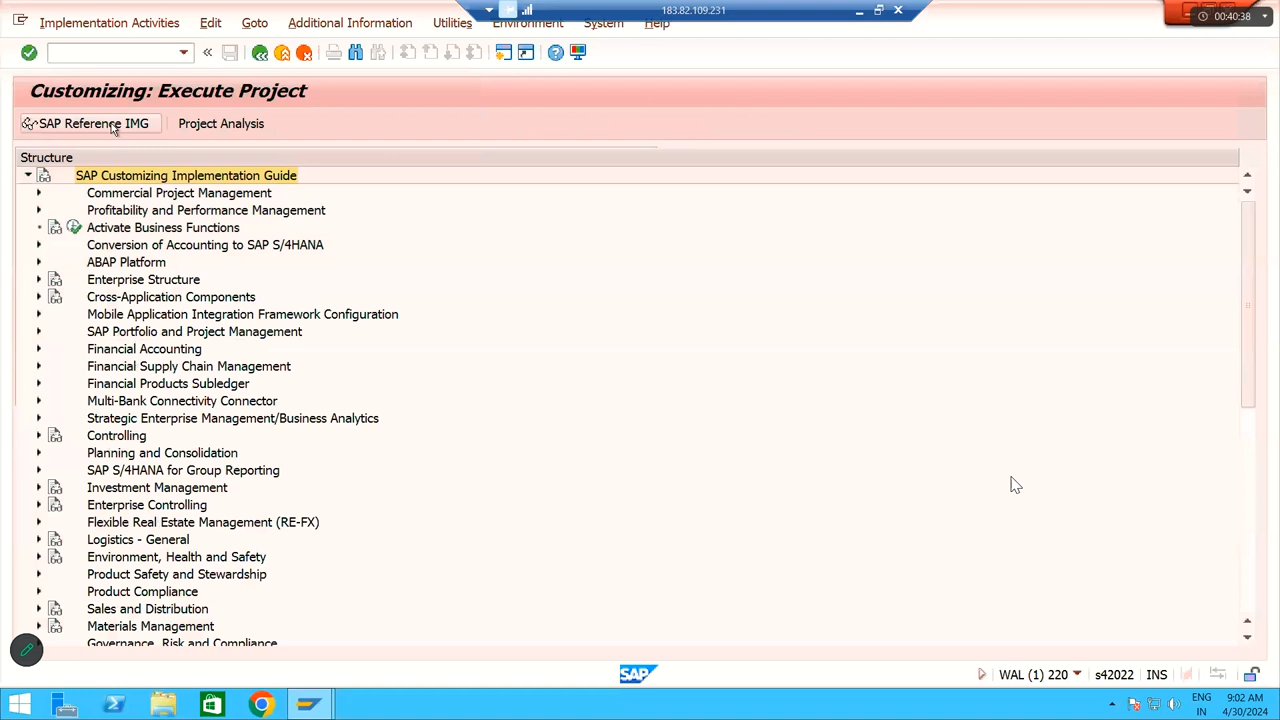 183.82.109.231
00:40:38
Implementation Activities Edit Goto Additional Information Utilities Environment System Help
Customizing: Execute Project
SAP Reference IMG Project Analysis
Structure
SAP Customizing Implementation Guide
Commercial Project Management
Profitability and Performance Management
Activate Business Functions
Conversion of Accounting to SAP S/4HANA
ABAP Platform
Enterprise Structure
Cross-Application Components
Mobile Application Integration Framework Configuration
SAP Portfolio and Project Management
Financial Accounting
Financial Supply Chain Management
Financial Products Subledger
Multi-Bank Connectivity Connector
Strategic Enterprise Management/Business Analytics
Controlling
Planning and Consolidation
SAP S/4HANA for Group Reporting
Investment Management
Enterprise Controlling
Flexible Real Estate Management (RE-FX)
Logistics - General
Environment, Health and Safety
Product Safety and Stewardship
Product Compliance
Sales and Distribution
Materials Management
Governance, Risk and Compliance
SAP WAL (1) 220 s42022 INS
ENG 9:02 AM
IN 4/30/2024